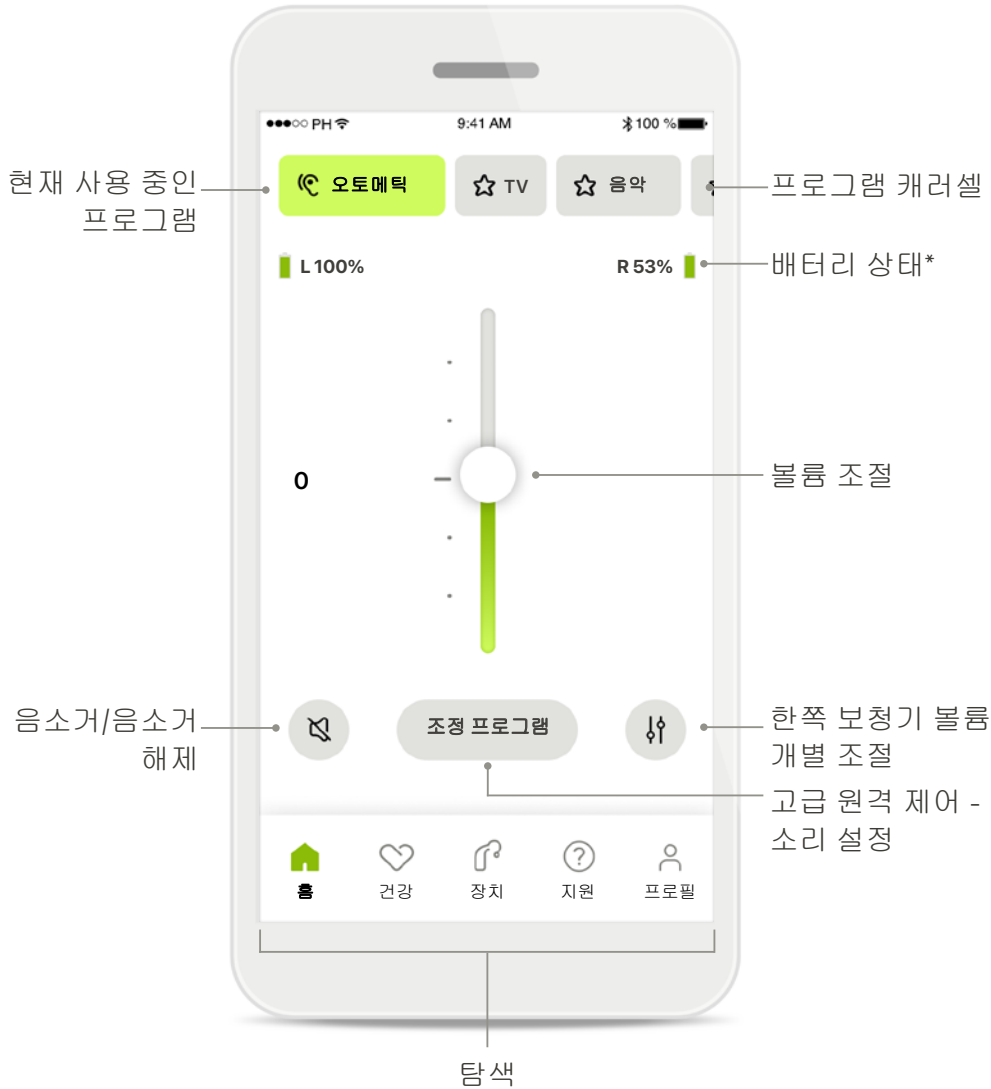 ●●●○○ PH 9:41 AM 100 %
현재 사용 중인
프로그램
오토메틱 TV 음악
프로그램 캐러셀
L 100% R 53%
배터리 상태*
0
볼륨 조절
음소거/음소거
해제
조정 프로그램
한쪽 보청기 볼륨
개별 조절
고급 원격 제어 -
소리 설정
홈 건강 장치 지원 프로필
탐색